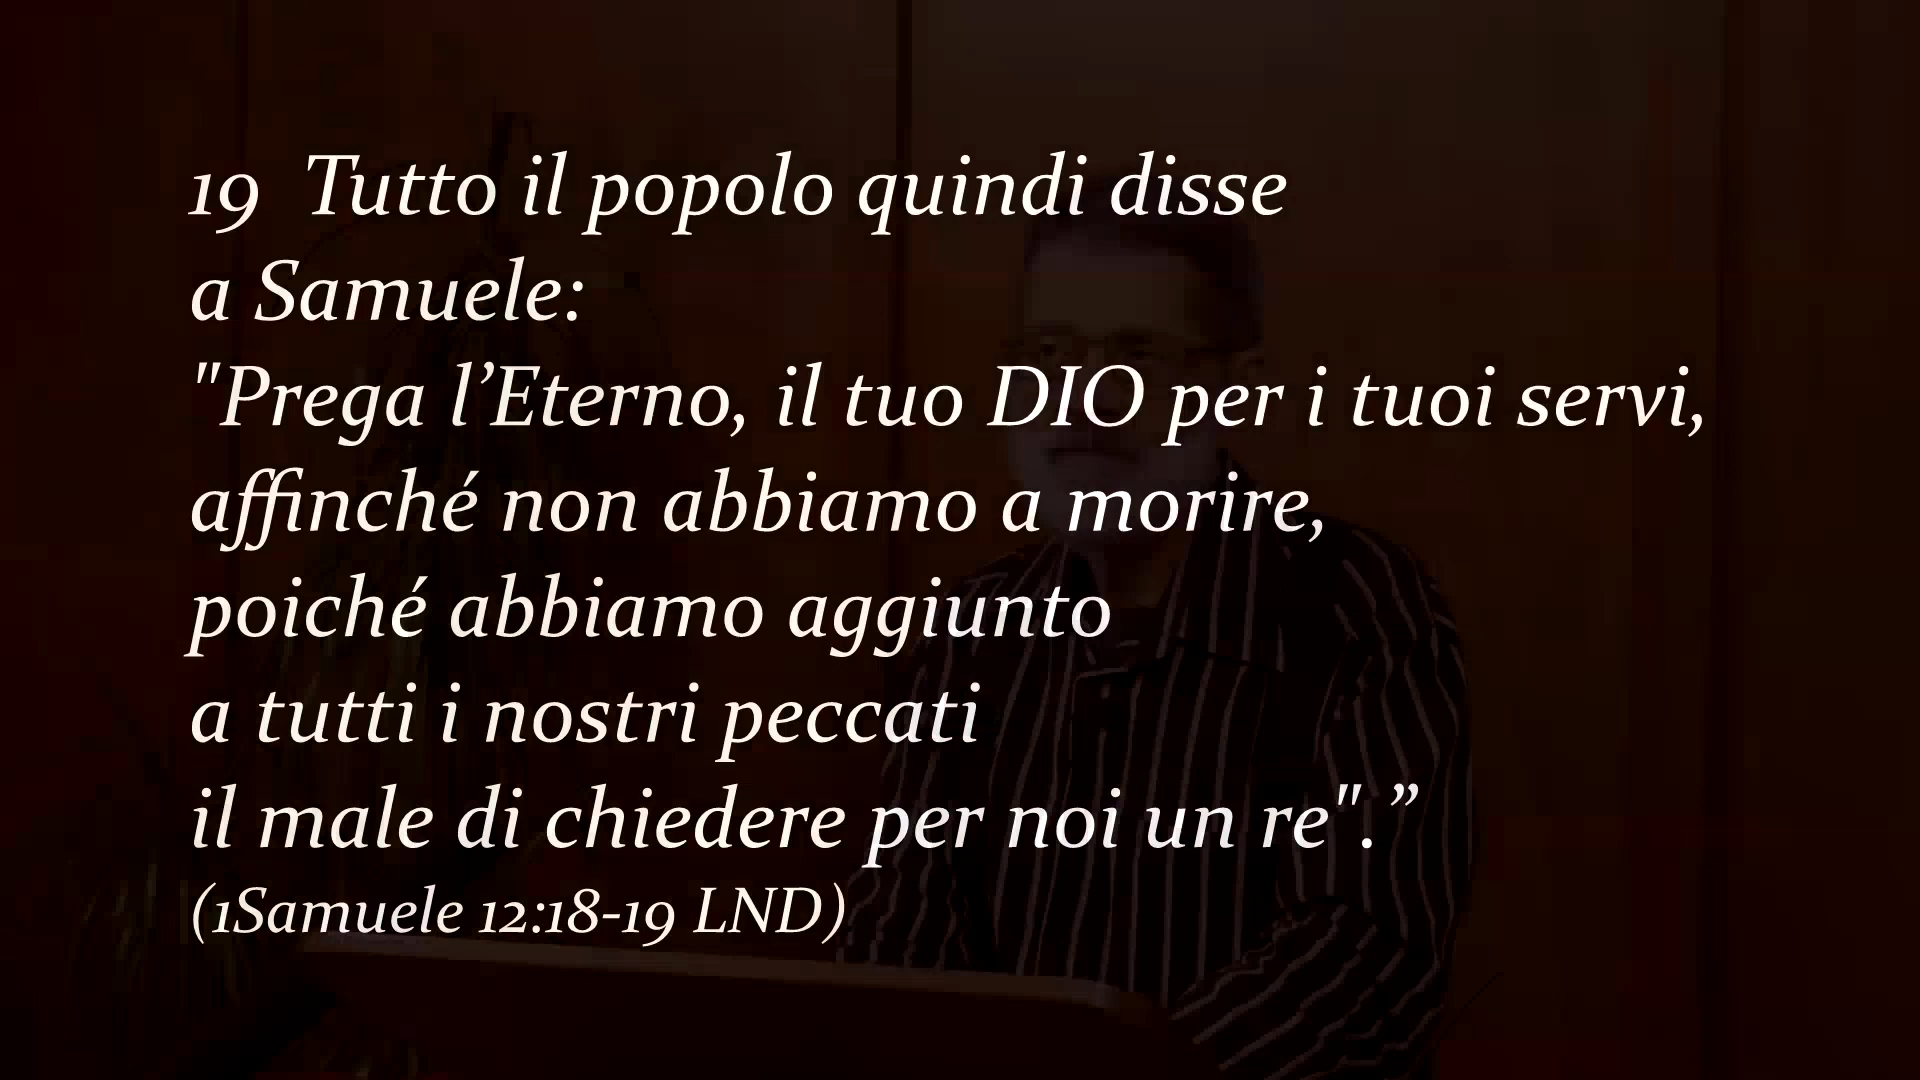 19  Tutto il popolo quindi disse
a Samuele:
"Prega l’Eterno, il tuo DIO per i tuoi servi,
affinché non abbiamo a morire,
poiché abbiamo aggiunto
a tutti i nostri peccati
il male di chiedere per noi un re".”
(1Samuele 12:18-19 LND)